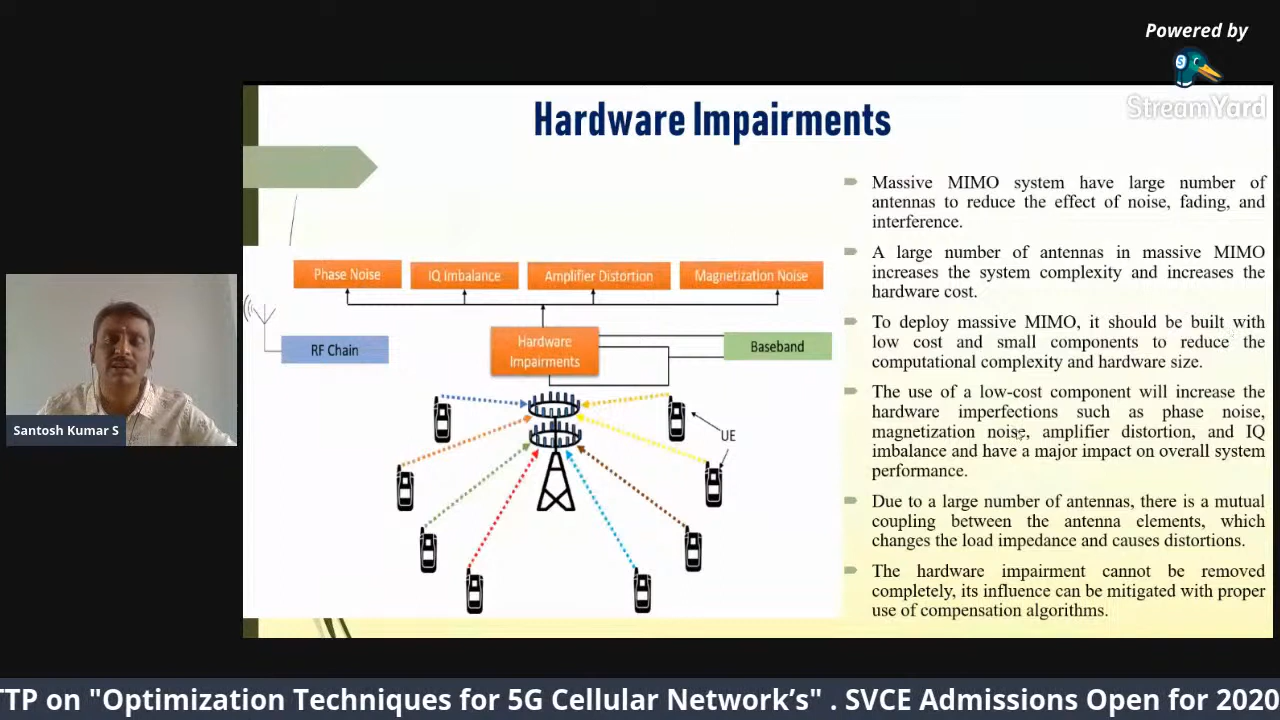 Powered by
StreamYard
Hardware Impairments
Massive MIMO system have large number of
antennas to reduce the effect of noise, fading, and
interference.
A large number of antennas in massive MIMO
increases the system complexity and increases the
hardware cost.
To deploy massive MIMO, it should be built with
low cost and small components to reduce the
computational complexity and hardware size.
The use of a low-cost component will increase the
hardware imperfections such as phase noise,
magnetization noise, amplifier distortion, and IQ
imbalance and have a major impact on overall system
performance.
Due to a large number of antennas, there is a mutual
coupling between the antenna elements, which
changes the load impedance and causes distortions.
The hardware impairment cannot be removed
completely, its influence can be mitigated with proper
use of compensation algorithms.
Phase Noise
IQ Imbalance
Amplifier Distortion
Magnetization Noise
RF Chain
Hardware
Impairments
Baseband
UE
Santosh Kumar S
TTP on "Optimization Techniques for 5G Cellular Network’s" . SVCE Admissions Open for 2020